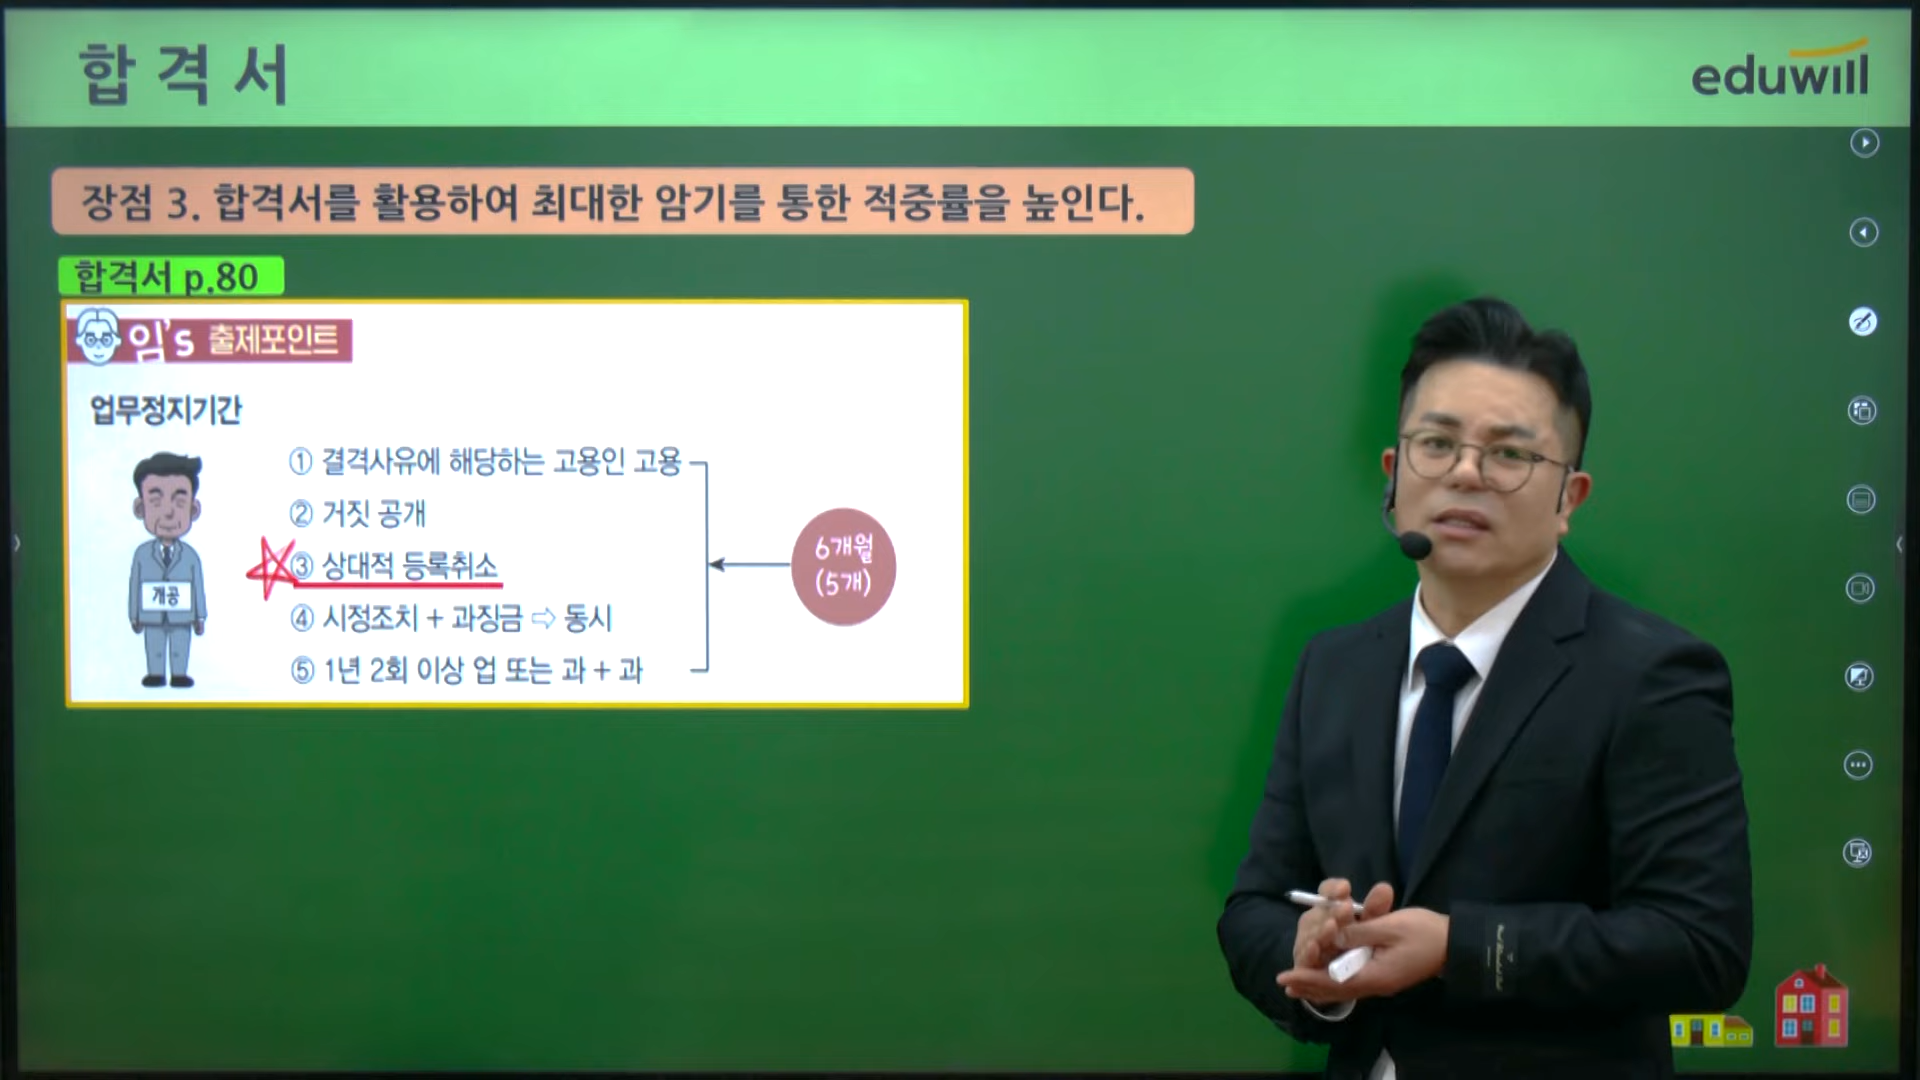 합격서
eduwill
장점 3. 합격서를 활용하여 최대한 암기를 통한 적중률을 높인다.
합격서 p.80
임's 출제포인트
업무정지기간
① 결격사유에 해당하는 고용인 고용
② 거짓 공개
③ 상대적 등록취소
④ 시정조치 + 과징금 ⇨ 동시
⑤ 1년 2회 이상 업 또는 과 + 과
개공
6개월
(5개)